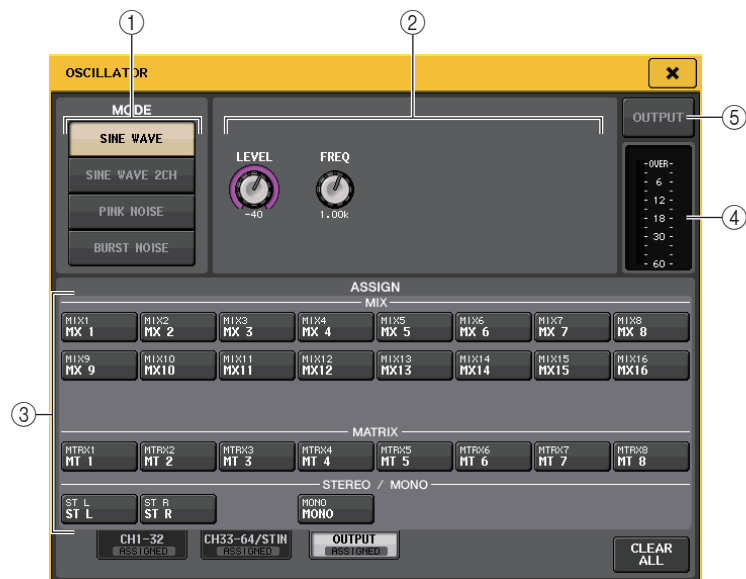 ① ②
OSCILLATOR
MODE
SINE WAVE
SINE WAVE 2CH
PINK NOISE
BURST NOISE
LEVEL FREQ
-40 1.00k
OUTPUT ⑤
-OVER-
- 6 -
- 12 -
- 18 - ④
- 30 -
- 60 -
③
ASSIGN
MIX
MIX1 MIX2 MIX3 MIX4 MIX5 MIX6 MIX7 MIX8
MX 1 MX 2 MX 3 MX 4 MX 5 MX 6 MX 7 MX 8
MIX9 MIX10 MIX11 MIX12 MIX13 MIX14 MIX15 MIX16
MX 9 MX10 MX11 MX12 MX13 MX14 MX15 MX16
MATRIX
MTRX1 MTRX2 MTRX3 MTRX4 MTRX5 MTRX6 MTRX7 MTRX8
MT 1 MT 2 MT 3 MT 4 MT 5 MT 6 MT 7 MT 8
STEREO / MONO
ST L ST R MONO
ST L ST R MONO
CH1-32 CH33-64/STIN OUTPUT
ASSIGNED ASSIGNED ASSIGNED
CLEAR
ALL